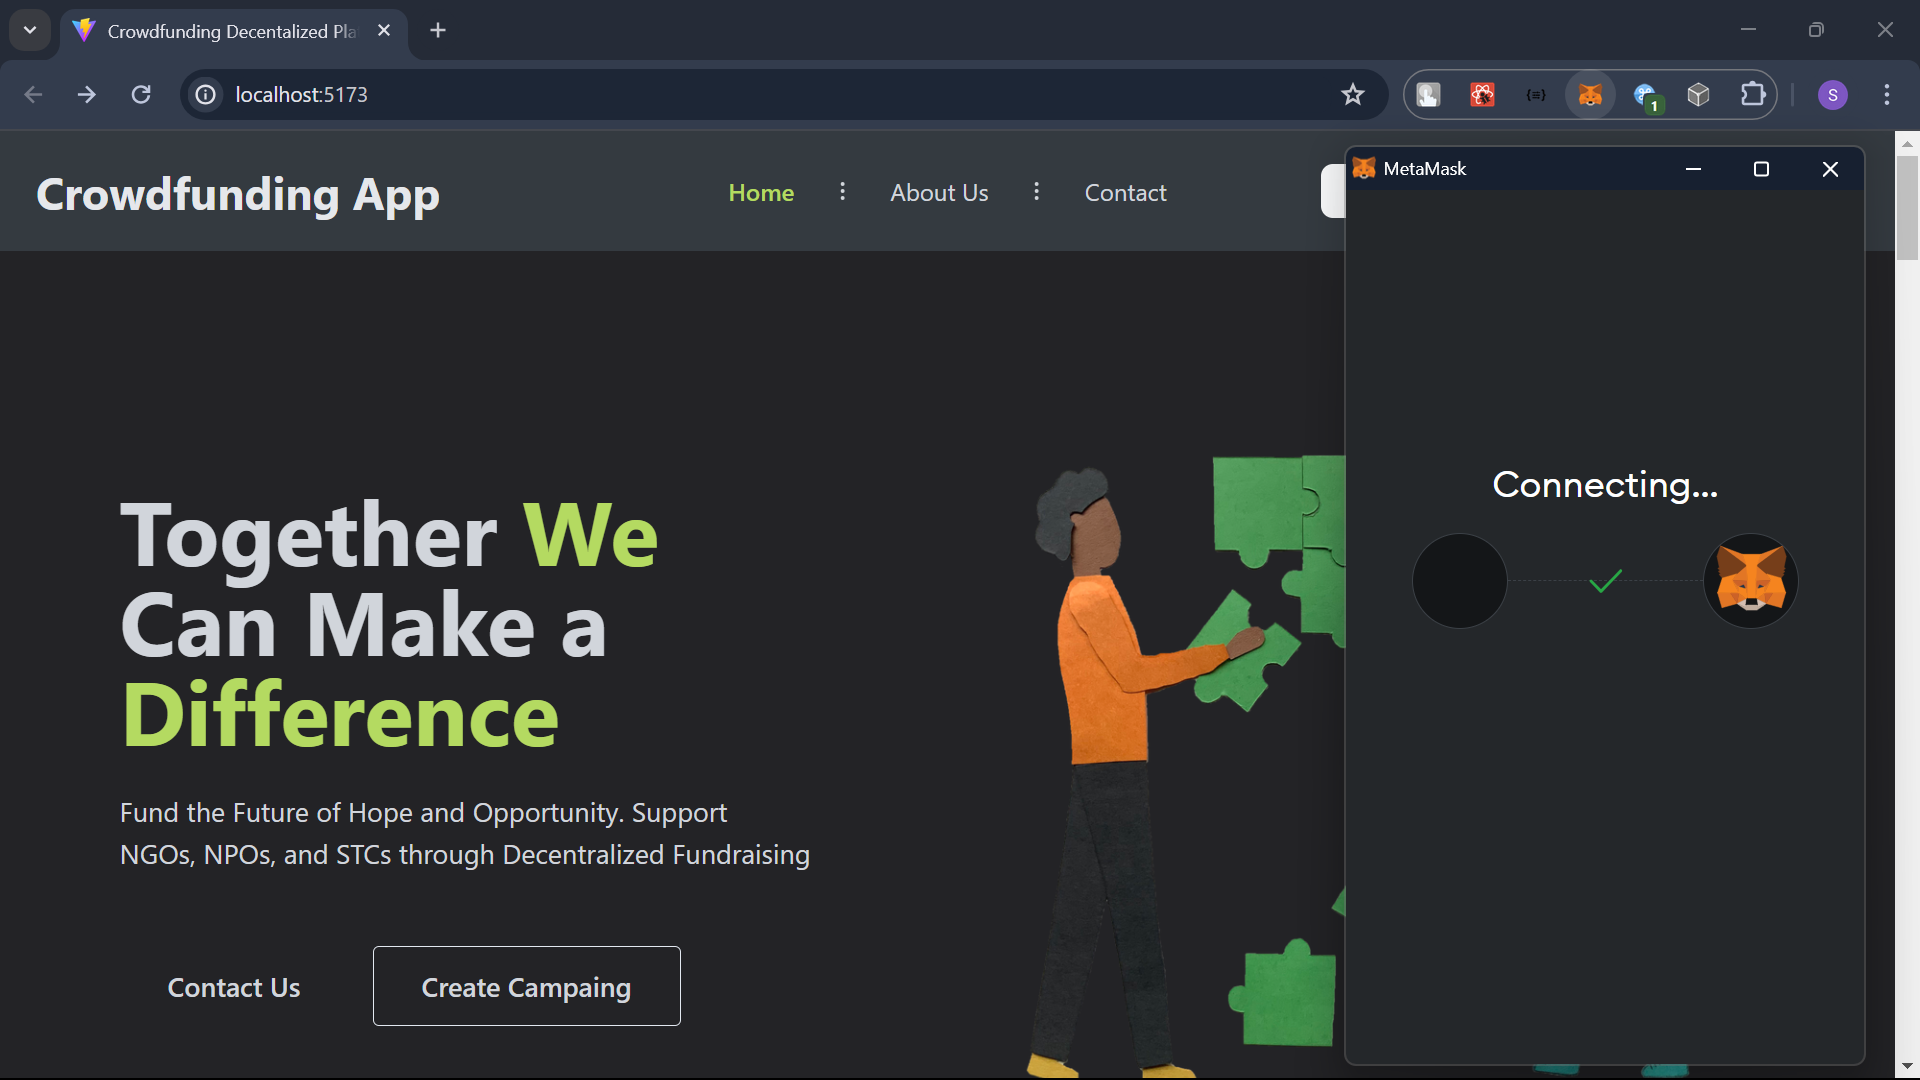 Crowdfunding Decentalized Pla
localhost:5173
{≡}
1
S
Crowdfunding App
Home
About Us
Contact
MetaMask
Connecting...
Together We
Can Make a
Difference
Fund the Future of Hope and Opportunity. Support
NGOs, NPOs, and STCs through Decentralized Fundraising
Contact Us
Create Campaing